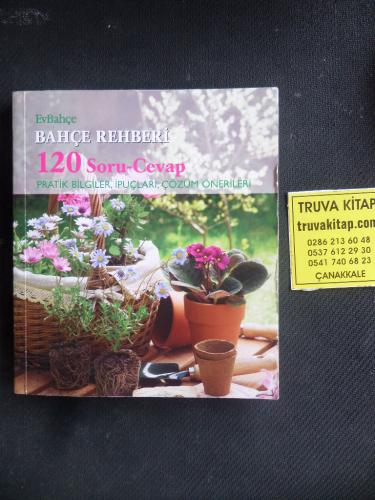 EvBahçe
BAHÇE REHBERİ
120 Soru-Cevap
PRATİK BİLGİLER, İPUÇLARI, ÇÖZÜM ÖNERİLERİ
TRUVA KİTAP
truvakitap.com
0286 213 60 48
0537 612 29 30
0541 740 68 23
ÇANAKKALE